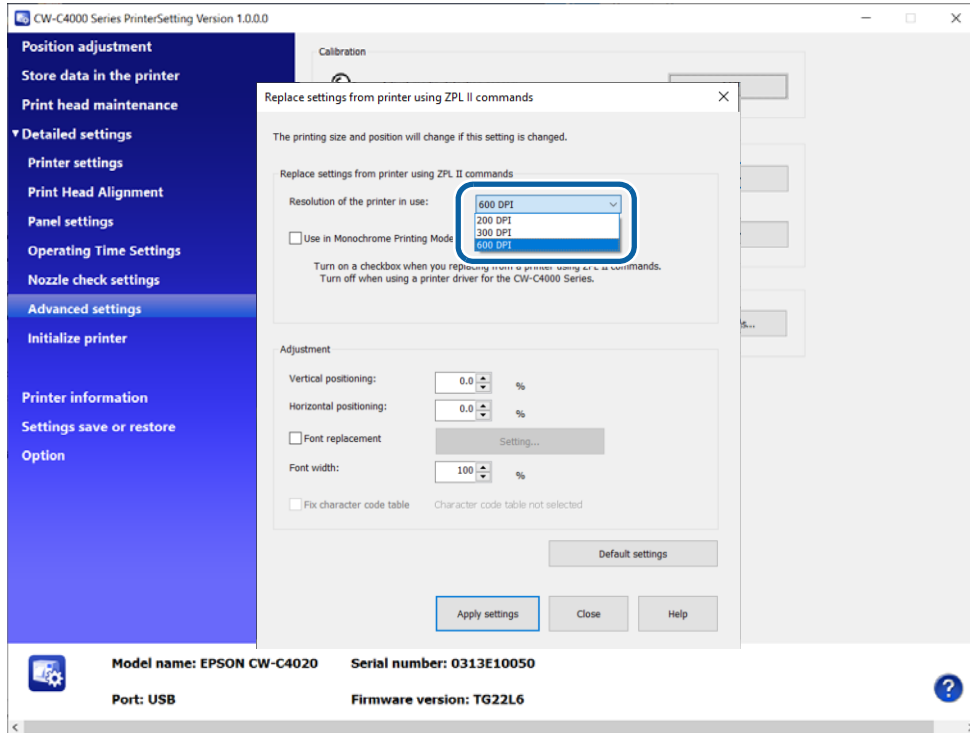 CW-C4000 Series PrinterSetting Version 1.0.0.0
Position adjustment
Store data in the printer
Print head maintenance
Detailed settings
Printer settings
Print Head Alignment
Panel settings
Operating Time Settings
Nozzle check settings
Advanced settings
Initialize printer
Printer information
Settings save or restore
Option
Calibration
Replace settings from printer using ZPL II commands
The printing size and position will change if this setting is changed.
Replace settings from printer using ZPL II commands
Resolution of the printer in use:
600 DPI
200 DPI
300 DPI
600 DPI
Use in Monochrome Printing Mode
Turn on a checkbox when you replacing from a printer using ZPL II commands.
Turn off when using a printer driver for the CW-C4000 Series.
Adjustment
Vertical positioning: 0.0 %
Horizontal positioning: 0.0 %
Font replacement Setting...
Font width: 100 %
Fix character code table Character code table not selected
Default settings
Apply settings Close Help
Model name: EPSON CW-C4020 Serial number: 0313E10050
Port: USB Firmware version: TG22L6
?